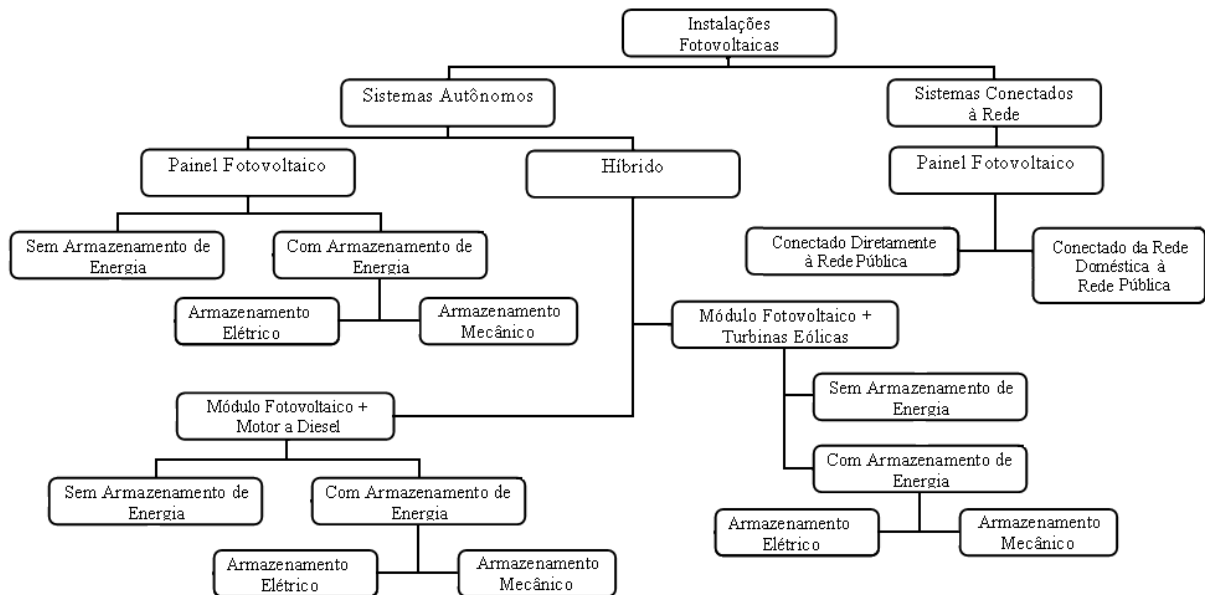 Instalações
Fotovoltaicas
Sistemas Autônomos
Sistemas Conectados
à Rede
Painel Fotovoltaico
Híbrido
Painel Fotovoltaico
Sem Armazenamento de
Energia
Com Armazenamento de
Energia
Conectado Diretamente
à Rede Pública
Conectado da Rede
Doméstica à
Rede Pública
Armazenamento
Elétrico
Armazenamento
Mecânico
Módulo Fotovoltaico +
Turbinas Eólicas
Sem Armazenamento de
Energia
Módulo Fotovoltaico +
Motor a Diesel
Com Armazenamento de
Energia
Sem Armazenamento de
Energia
Com Armazenamento de
Energia
Armazenamento
Elétrico
Armazenamento
Mecânico
Armazenamento
Elétrico
Armazenamento
Mecânico